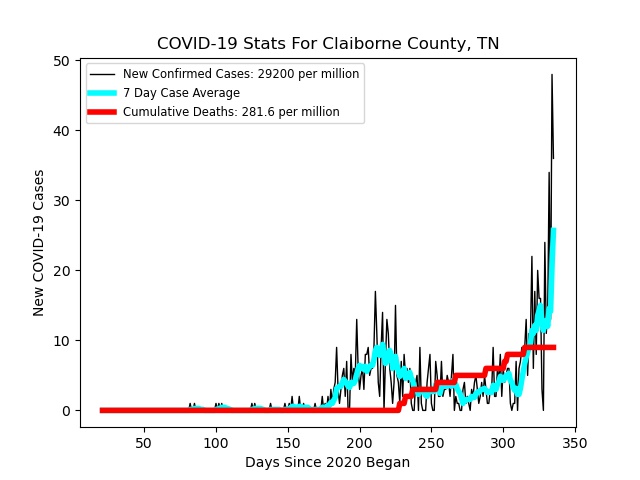 COVID-19 Stats For Claiborne County, TN
New Confirmed Cases: 29200 per million
7 Day Case Average
Cumulative Deaths: 281.6 per million
New COVID-19 Cases
50
40
30
20
10
0
50 100 150 200 250 300 350
Days Since 2020 Began